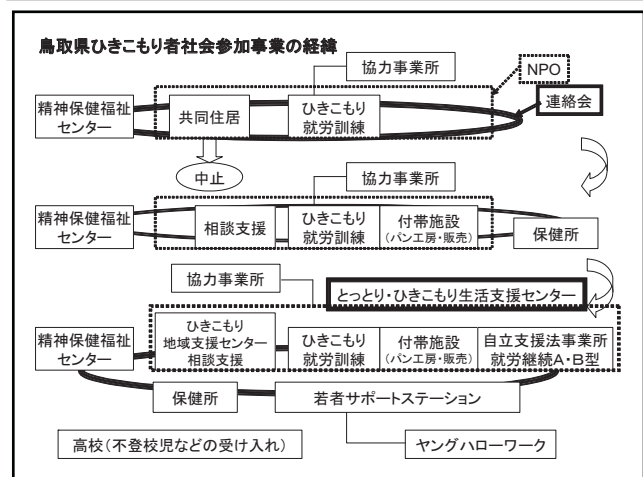 鳥取県ひきこもり者社会参加事業の経緯
協力事業所
NPO
連絡会
精神保健福祉
センター
共同住居
ひきこもり
就労訓練
中止
協力事業所
精神保健福祉
センター
相談支援
ひきこもり
就労訓練
付帯施設
(パン工房・販売)
保健所
協力事業所
とっとり・ひきこもり生活支援センター
精神保健福祉
センター
ひきこもり
地域支援センター
相談支援
ひきこもり
就労訓練
付帯施設
(パン工房・販売)
自立支援法事業所
就労継続A・B型
保健所
若者サポートステーション
高校(不登校児などの受け入れ)
ヤングハローワーク